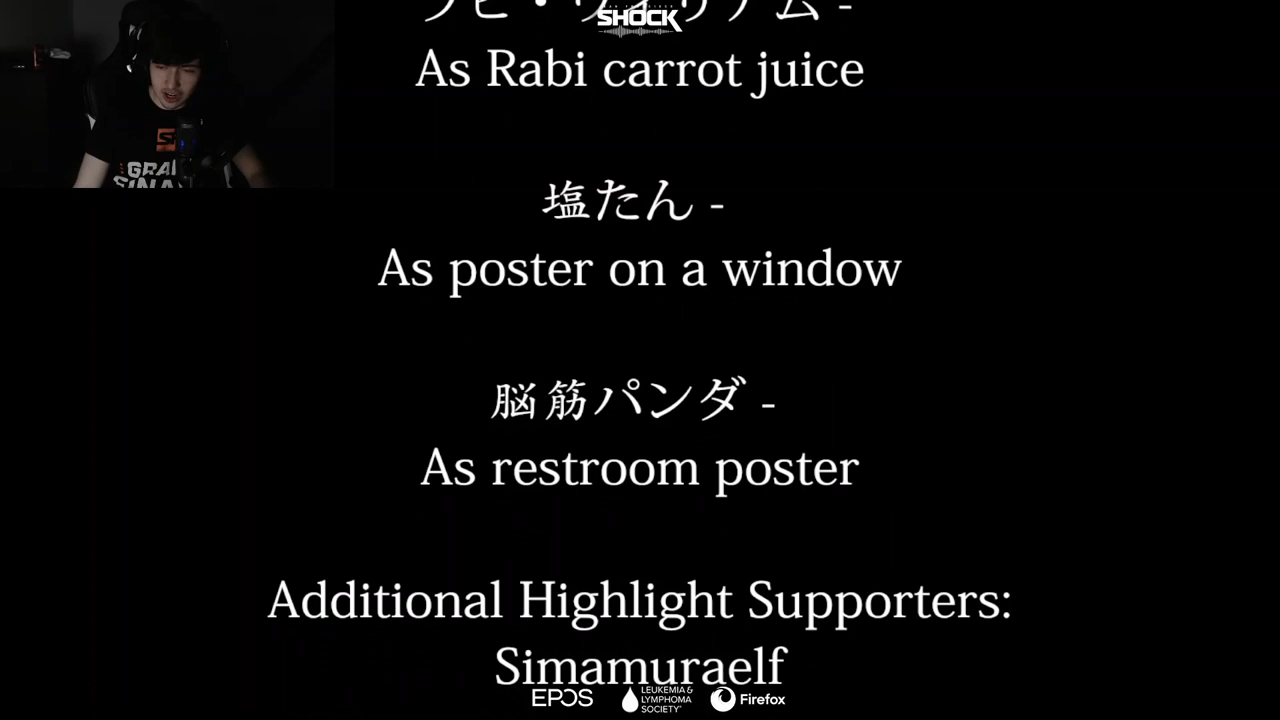 SHOCK
As Rabi carrot juice
塩たん -
As poster on a window
脳筋パンダ -
As restroom poster
Additional Highlight Supporters:
Simamuraelf
EPOS
LEUKEMIA &
LYMPHOMA
SOCIETY
Firefox